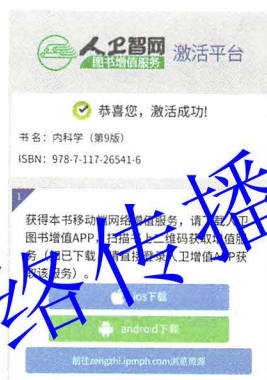 人卫智网
图书增值服务
激活平台
恭喜您，激活成功!
书 名：内科学（第9版）
ISBN: 978-7-117-26541-6
1
获得本书移动端网络增值服务，请下载人卫
图书增值APP，扫描书上二维码获取增值服
务（如已下载，请直接登录人卫增值APP获
取该服务）。
ios下载
android下载
前往zengzhi.ipmph.com浏览资源
络传播